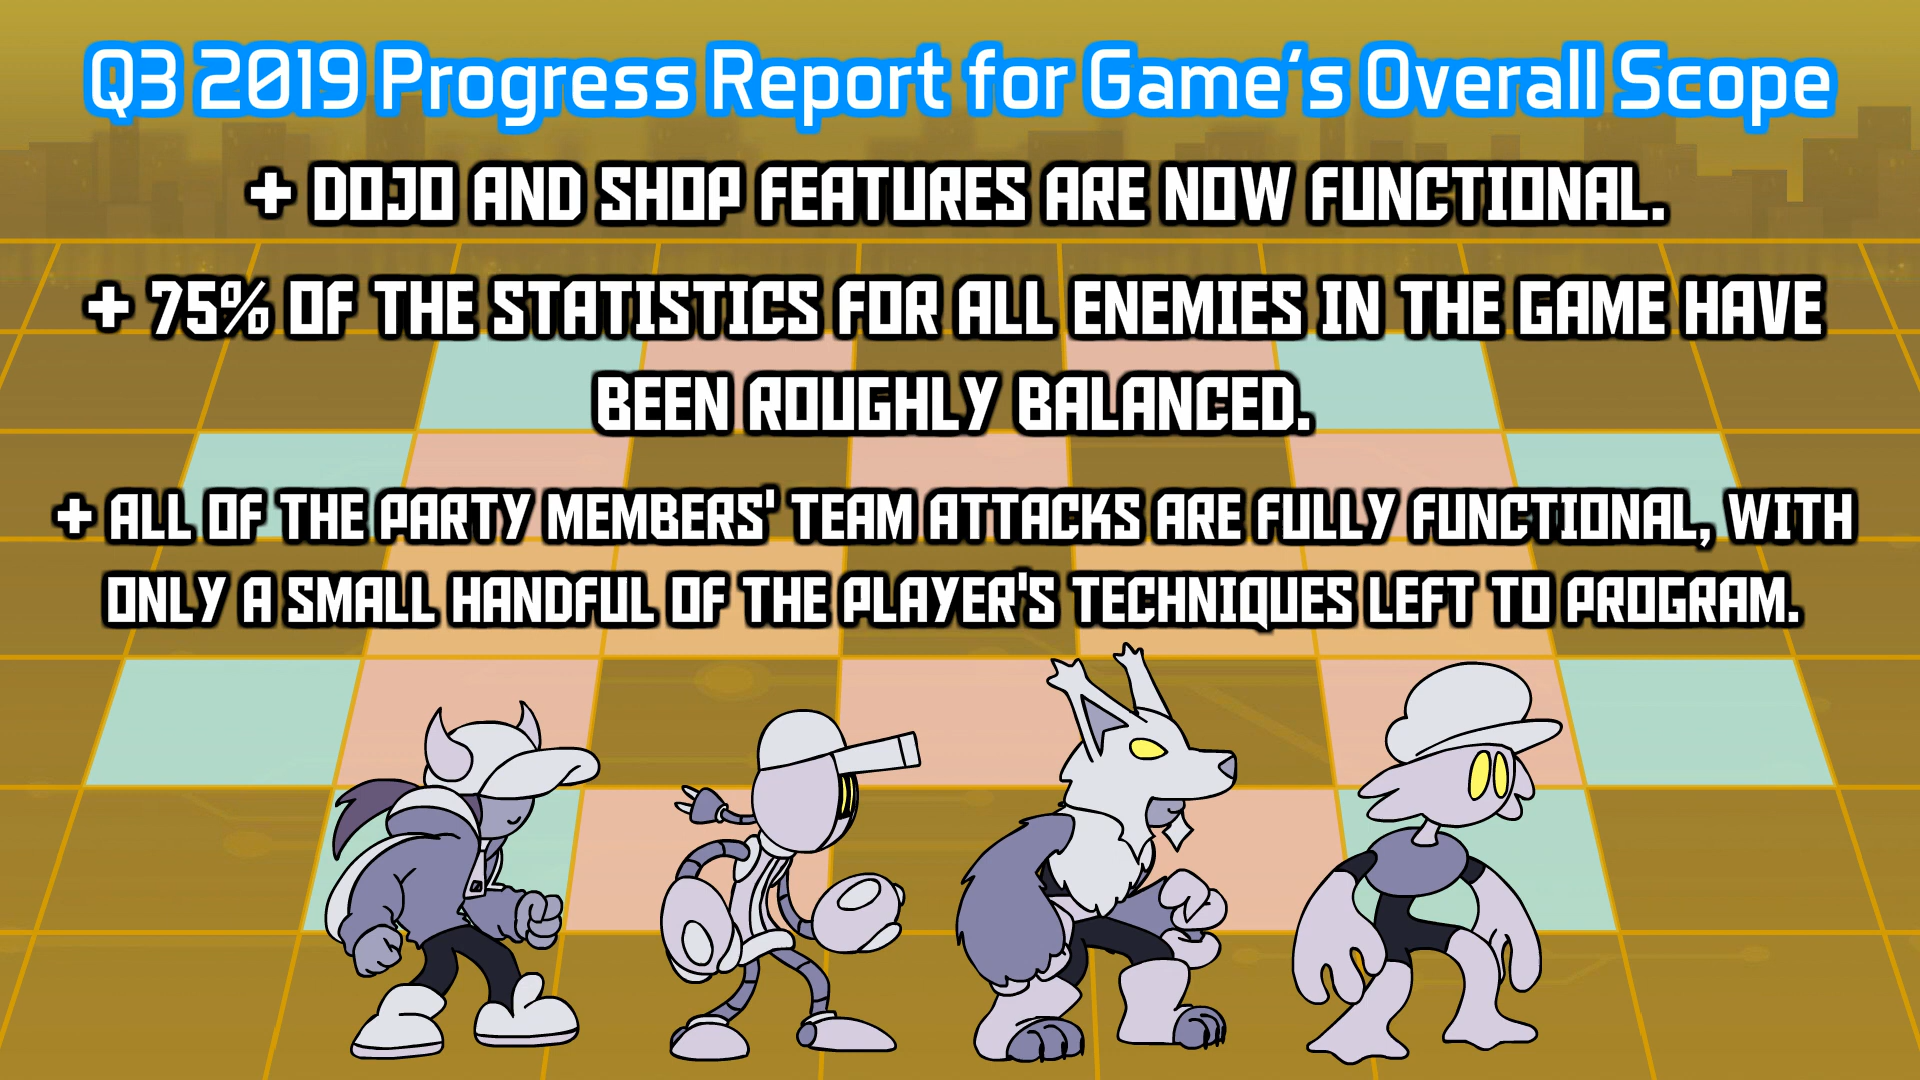 Q3 2019 Progress Report for Game's Overall Scope
+ DOJO AND SHOP FEATURES ARE NOW FUNCTIONAL.
+ 75% OF THE STATISTICS FOR ALL ENEMIES IN THE GAME HAVE
BEEN ROUGHLY BALANCED.
+ ALL OF THE PARTY MEMBERS' TEAM ATTACKS ARE FULLY FUNCTIONAL, WITH
ONLY A SMALL HANDFUL OF THE PLAYER'S TECHNIQUES LEFT TO PROGRAM.